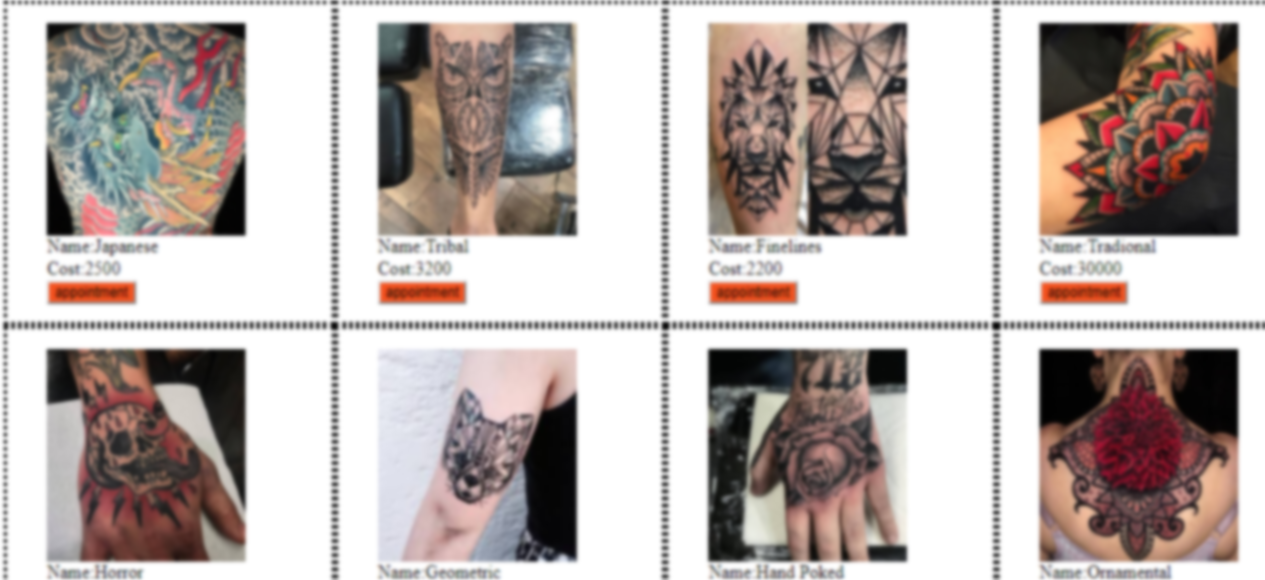 Name:Japanese
Cost:2500
appointment
Name:Tribal
Cost:3200
appointment
Name:Finelines
Cost:2200
appointment
Name:Tradional
Cost:30000
appointment
Name:Horror
Name:Geometric
Name:Hand Poked
Name:Ornamental